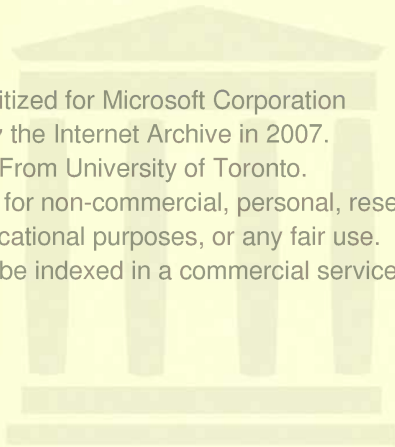 itized for Microsoft Corporation
the Internet Archive in 2007.
From University of Toronto.
for non-commercial, personal, rese
cational purposes, or any fair use.
be indexed in a commercial service